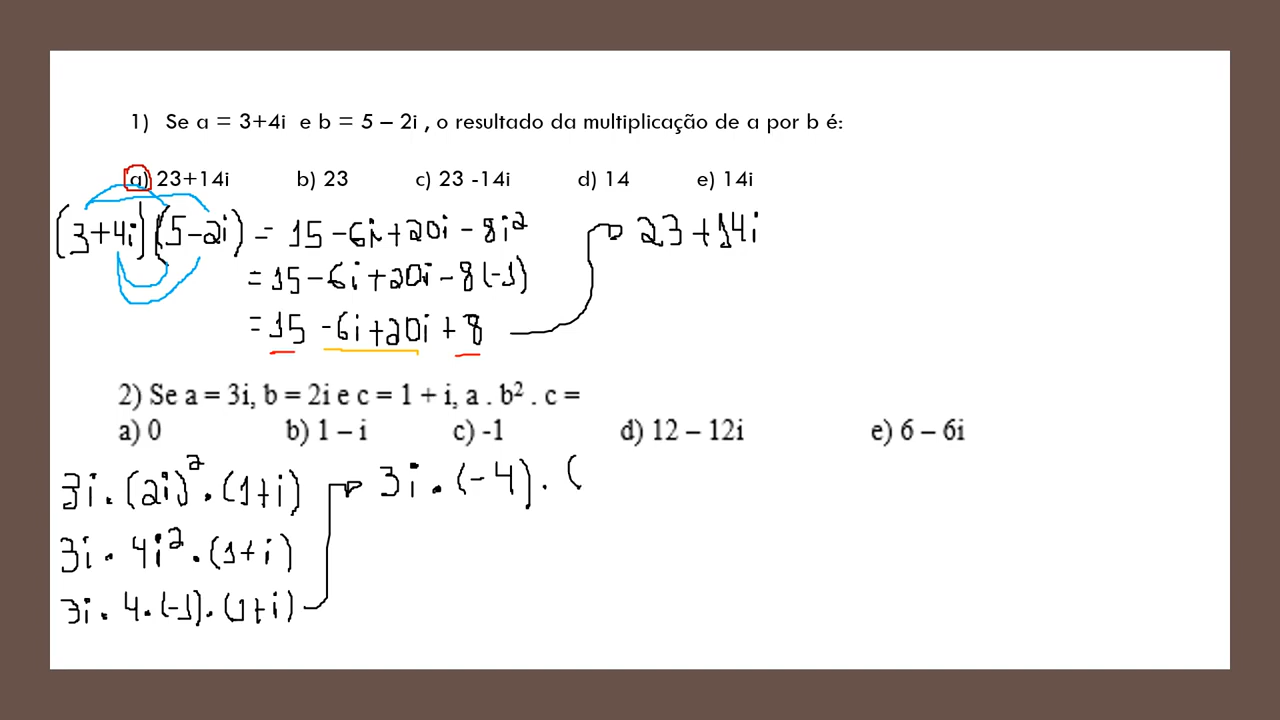 1) Se a = 3+4i e b = 5 – 2i , o resultado da multiplicação de a por b é:
a) 23+14i b) 23 c) 23 -14i d) 14 e) 14i
(3+4i)(5-2i) = 15 -6i+20i - 8i² 23+14i
= 15-6i+20i-8(-1)
= 15 -6i+20i + 8
2) Se a = 3i, b = 2i e c = 1 + i, a . b² . c =
a) 0 b) 1 – i c) -1 d) 12 – 12i e) 6 – 6i
3i.(2i)².(1+i) 3i.(-4).(
3i. 4i².(1+i)
3i. 4.(-1).(1+i)